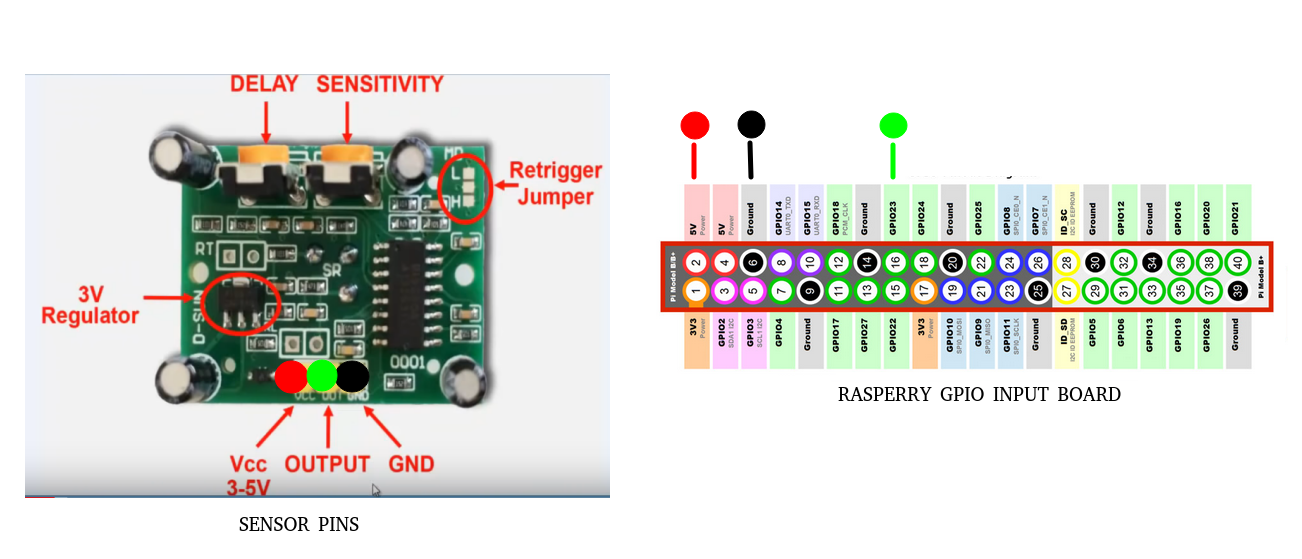 DELAY SENSITIVITY
MD
L
H
Retrigger
Jumper
RT
SR
3V
Regulator
D-SUN
0001
VCC OUT GND
Vcc OUTPUT GND
3-5V
SENSOR PINS
5V Power
5V Power
Ground
GPIO14 UART0_TXD
GPIO15 UART0_RXD
GPIO18 PCM_CLK
Ground
GPIO23
GPIO24
Ground
GPIO25
GPIO8 SPI0_CE0_N
GPIO7 SPI0_CE1_N
ID_SC I2C ID EEPROM
Ground
GPIO12
Ground
GPIO16
GPIO20
GPIO21
Pi Model B/B+
2 4 6 8 10 12 14 16 18 20 22 24 26 28 30 32 34 36 38 40
1 3 5 7 9 11 13 15 17 19 21 23 25 27 29 31 33 35 37 39
Pi Model B+
3V3 Power
GPIO2 SDA1 I2C
GPIO3 SCL1 I2C
GPIO4
Ground
GPIO17
GPIO27
GPIO22
3V3 Power
GPIO10 SPI0_MOSI
GPIO9 SPI0_MISO
GPIO11 SPI0_SCLK
Ground
ID_SD I2C ID EEPROM
GPIO5
GPIO6
GPIO13
GPIO19
GPIO26
Ground
RASPERRY GPIO INPUT BOARD